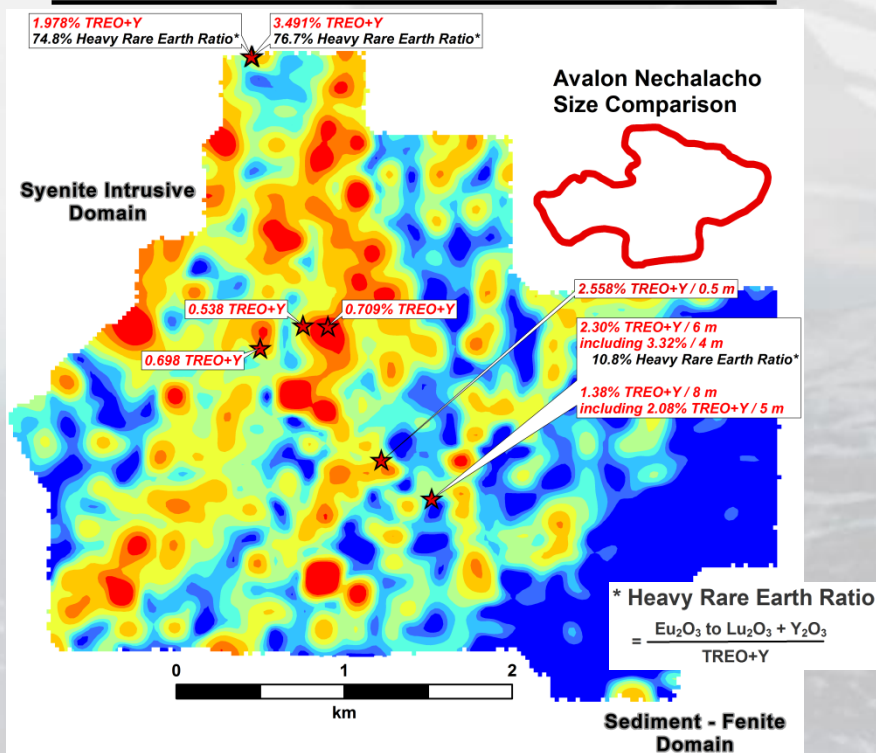 1.978% TREO+Y
74.8% Heavy Rare Earth Ratio*
3.491% TREO+Y
76.7% Heavy Rare Earth Ratio*
Avalon Nechalacho
Size Comparison
Syenite Intrusive
Domain
2.558% TREO+Y / 0.5 m
0.538 TREO+Y
0.709% TREO+Y
2.30% TREO+Y / 6 m
including 3.32% / 4 m
10.8% Heavy Rare Earth Ratio*
0.698 TREO+Y
1.38% TREO+Y / 8 m
including 2.08% TREO+Y / 5 m
* Heavy Rare Earth Ratio
= Eu₂O₃ to Lu₂O₃ + Y₂O₃
TREO+Y
0 1 2
km
Sediment - Fenite
Domain